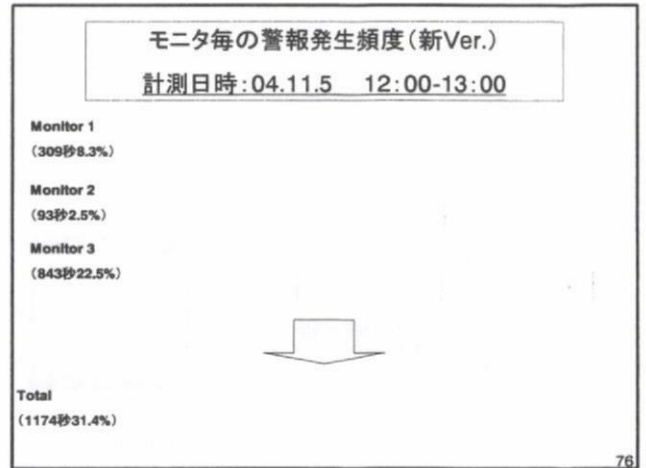 モニタ毎の警報発生頻度(新Ver.)
計測日時:04.11.5 12:00-13:00
Monitor 1
(309秒8.3%)
Monitor 2
(93秒2.5%)
Monitor 3
(843秒22.5%)
Total
(1174秒31.4%)
76